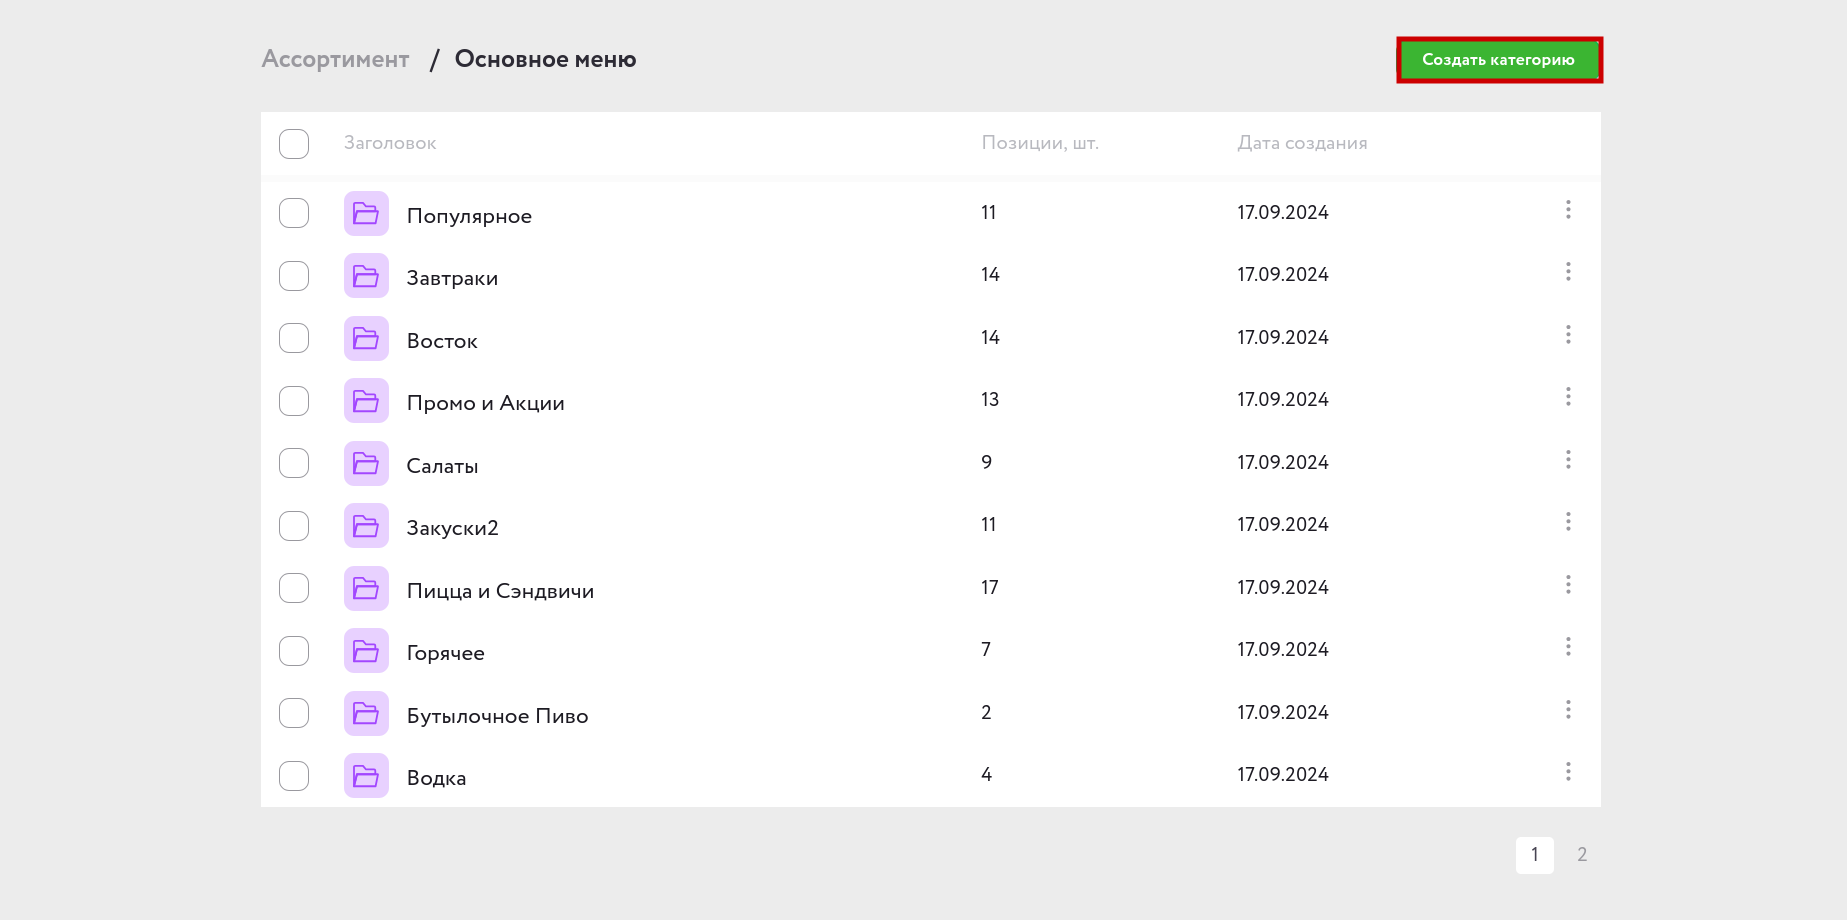 Ассортимент / Основное меню
Создать категорию
Заголовок Позиции, шт. Дата создания
Популярное 11 17.09.2024
Завтраки 14 17.09.2024
Восток 14 17.09.2024
Промо и Акции 13 17.09.2024
Салаты 9 17.09.2024
Закуски2 11 17.09.2024
Пицца и Сэндвичи 17 17.09.2024
Горячее 7 17.09.2024
Бутылочное Пиво 2 17.09.2024
Водка 4 17.09.2024
1 2